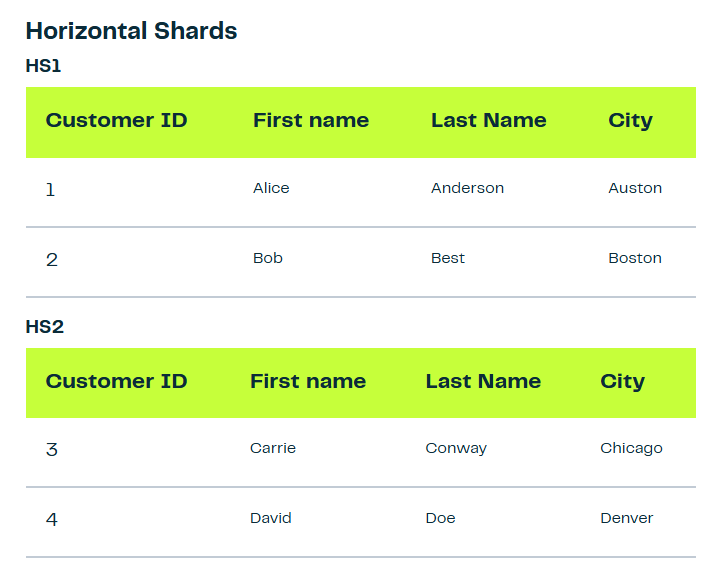 Horizontal Shards
HS1
Customer ID First name Last Name City
1 Alice Anderson Auston
2 Bob Best Boston
HS2
Customer ID First name Last Name City
3 Carrie Conway Chicago
4 David Doe Denver